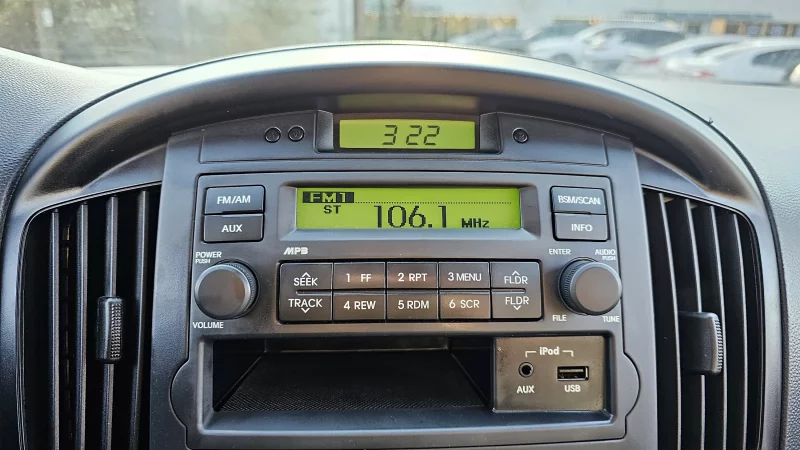 3 22
FM/AM
AUX
FM1
ST
106.1 MHz
BSM/SCAN
INFO
MP3
POWER
PUSH
VOLUME
SEEK
TRACK
1 FF
2 RPT
3 MENU
FLDR
4 REW
5 RDM
6 SCR
FLDR
ENTER
AUDIO
PUSH
FILE
TUNE
iPod
AUX
USB